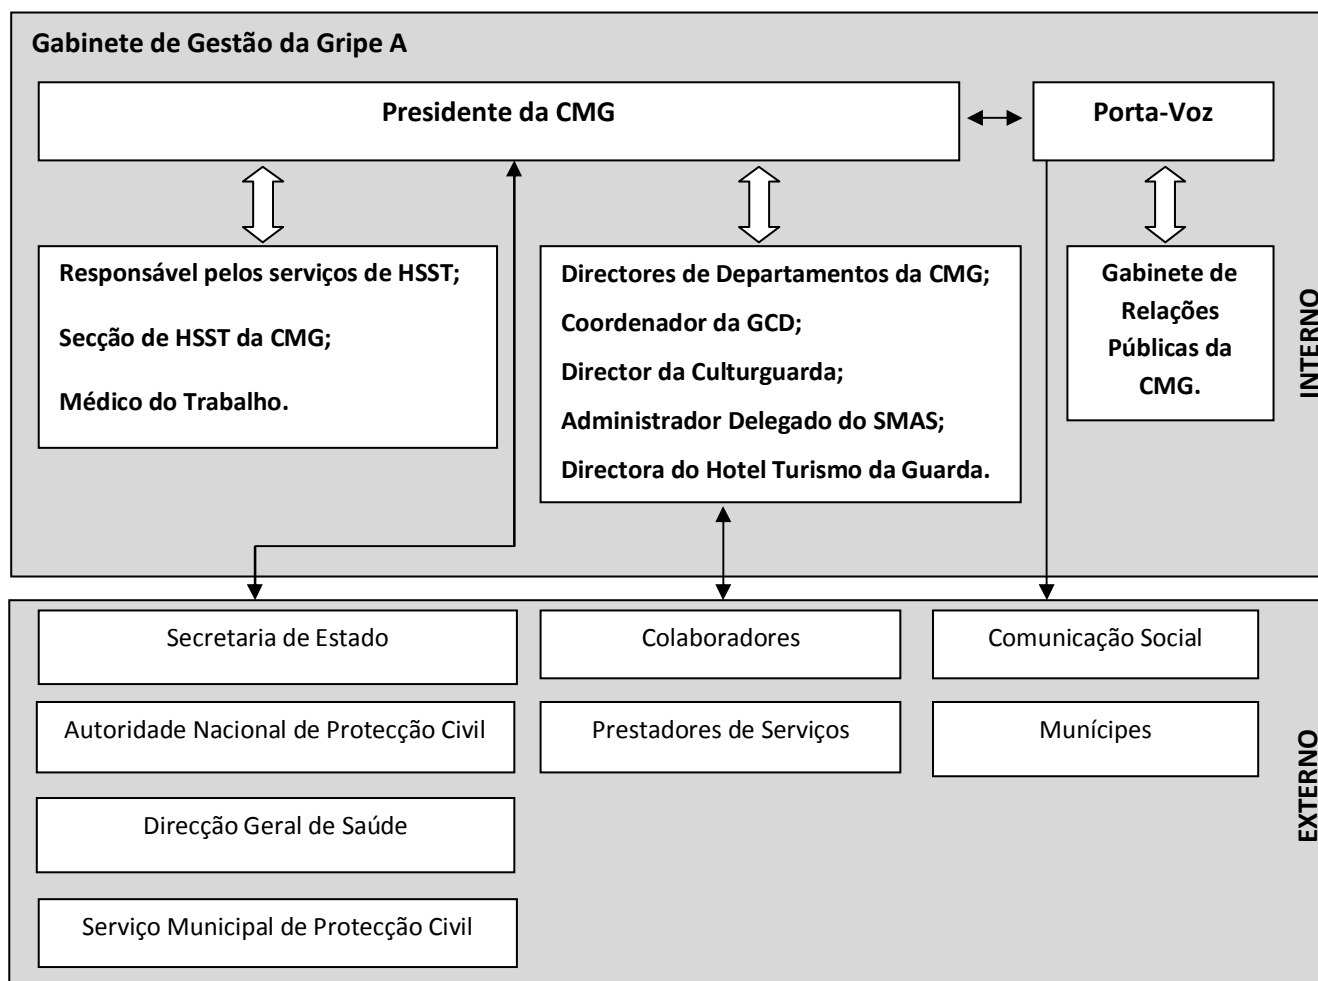 Gabinete de Gestão da Gripe A
Presidente da CMG
Porta-Voz
Responsável pelos serviços de HSST;
Secção de HSST da CMG;
Médico do Trabalho.
Directores de Departamentos da CMG;
Coordenador da GCD;
Director da Culturguarda;
Administrador Delegado do SMAS;
Directora do Hotel Turismo da Guarda.
Gabinete de
Relações
Públicas da
CMG.
INTERNO
Secretaria de Estado
Colaboradores
Comunicação Social
Autoridade Nacional de Protecção Civil
Prestadores de Serviços
Munícipes
Direcção Geral de Saúde
Serviço Municipal de Protecção Civil
EXTERNO